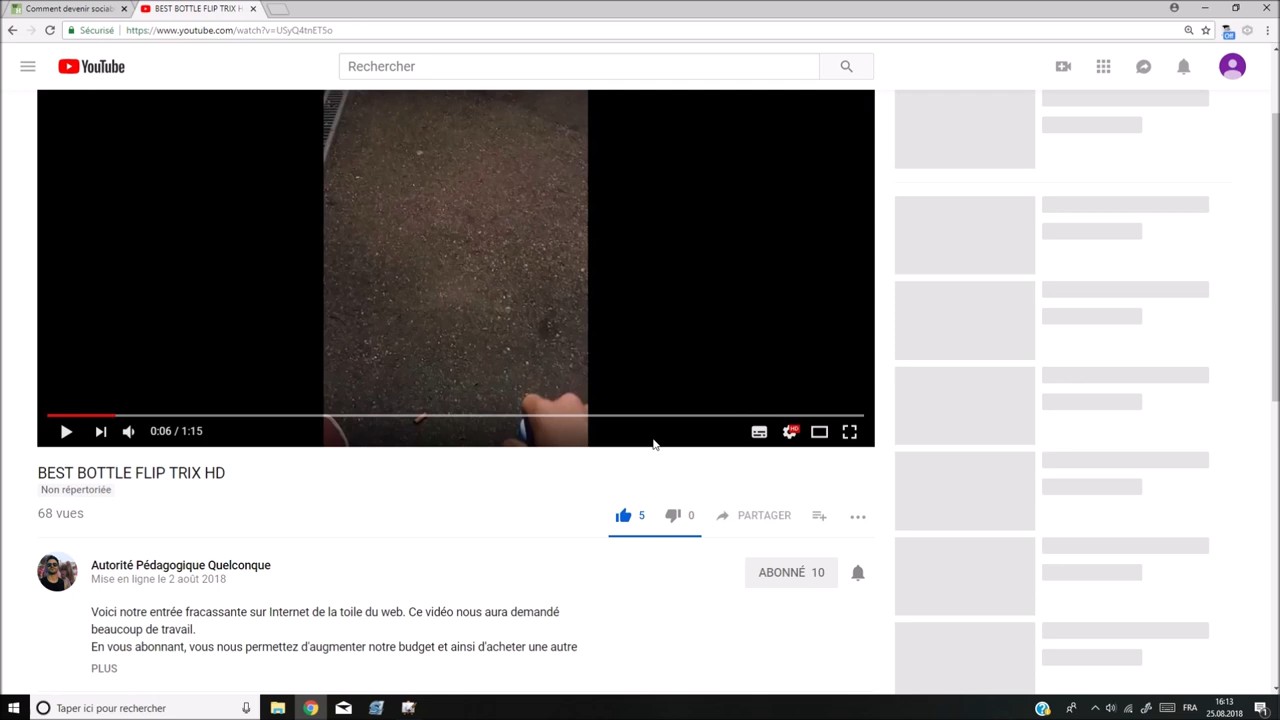 Comment devenir social
BEST BOTTLE FLIP TRIX H
Sécurisé
https://www.youtube.com/watch?v=USyQ4tnET5o
Off
YouTube
Rechercher
0:06 / 1:15
HD
BEST BOTTLE FLIP TRIX HD
Non répertoriée
68 vues
5
0
PARTAGER
Autorité Pédagogique Quelconque
Mise en ligne le 2 août 2018
ABONNÉ 10
Voici notre entrée fracassante sur Internet de la toile du web. Ce vidéo nous aura demandé
beaucoup de travail.
En vous abonnant, vous nous permettez d'augmenter notre budget et ainsi d'acheter une autre
PLUS
Taper ici pour rechercher
FRA
16:13
25.08.2018
1